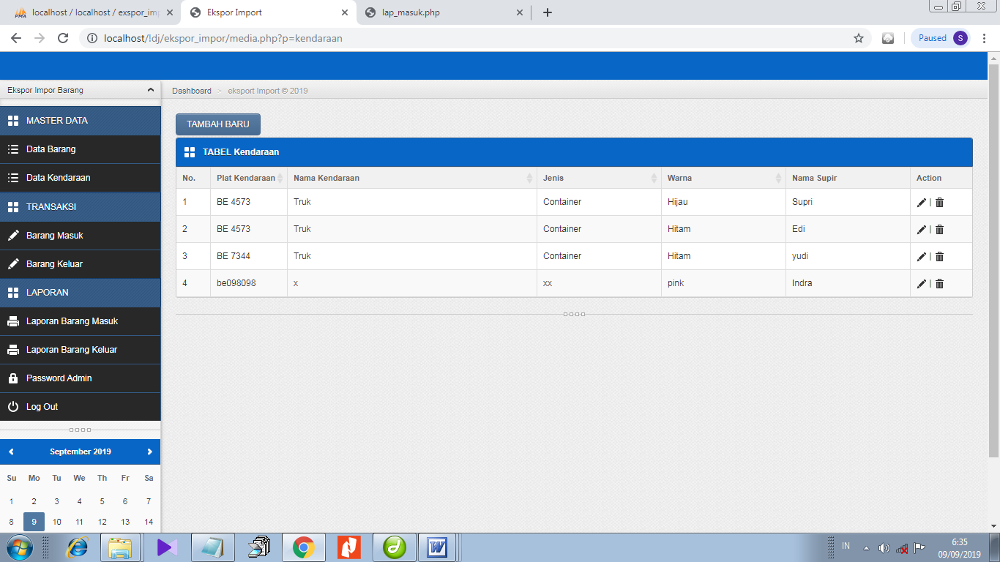 localhost / localhost / exspor_imp
Ekspor Import
lap_masuk.php
localhost/!dj/ekspor_impor/media.php?p=kendaraan
Paused
S
Ekspor Impor Barang
Dashboard > eksport Import © 2019
MASTER DATA
Data Barang
Data Kendaraan
TRANSAKSI
Barang Masuk
Barang Keluar
LAPORAN
Laporan Barang Masuk
Laporan Barang Keluar
Password Admin
Log Out
September 2019
Su Mo Tu We Th Fr Sa
1 2 3 4 5 6 7
8 9 10 11 12 13 14
TAMBAH BARU
TABEL Kendaraan
No. Plat Kendaraan Nama Kendaraan Jenis Warna Nama Supir Action
1 BE 4573 Truk Container Hijau Supri |
2 BE 4573 Truk Container Hitam Edi |
3 BE 7344 Truk Container Hitam yudi |
4 be098098 x xx pink Indra |
IN
6:35
09/09/2019